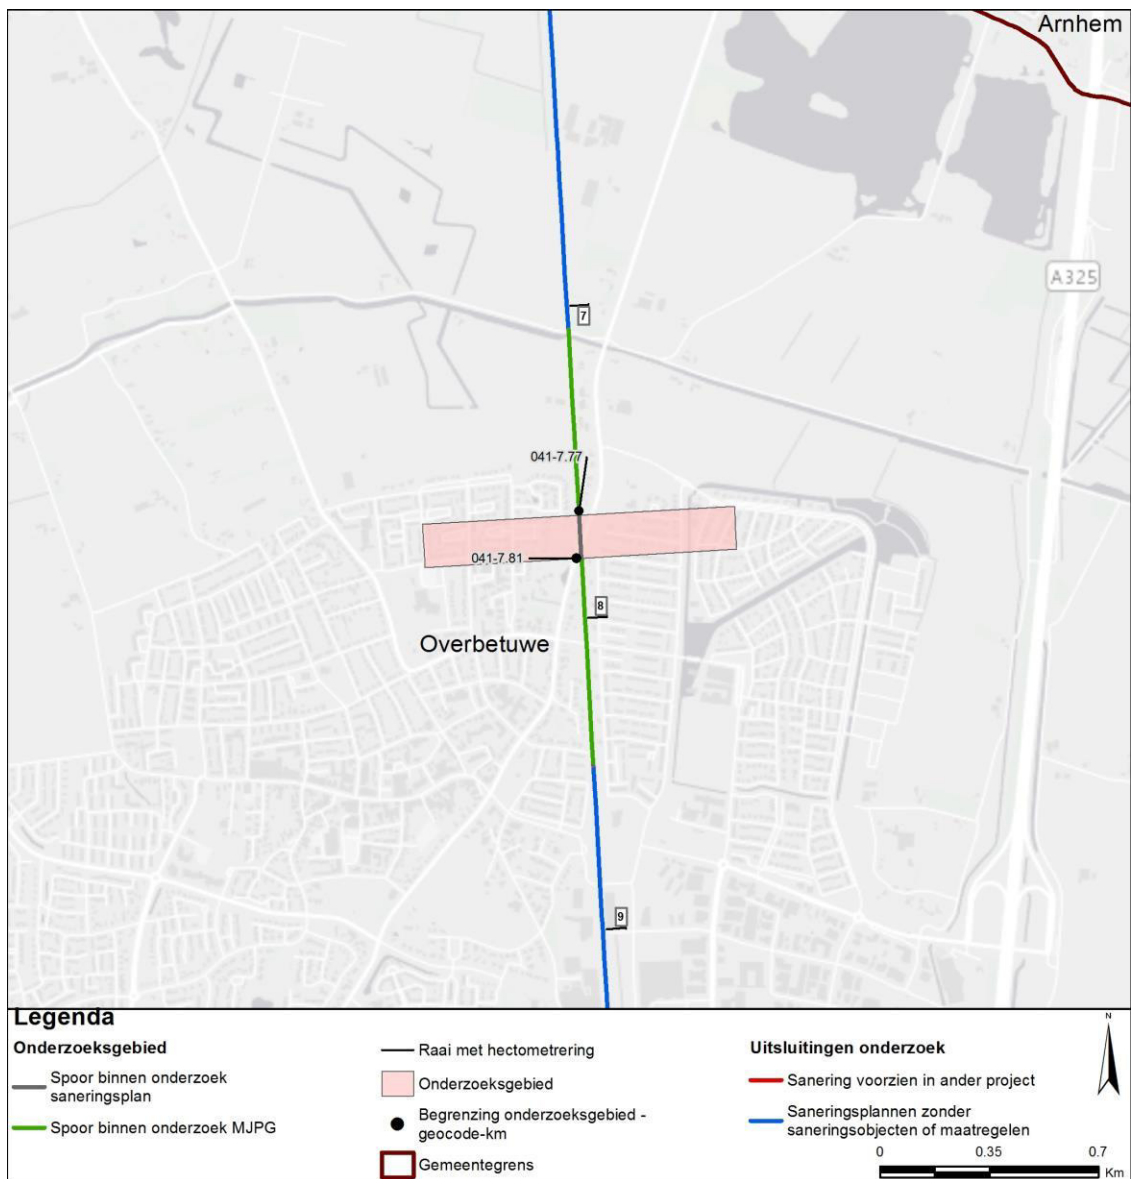 Arnhem
A325
7
041-7.77
041-7.81
8
Overbetuwe
9
Legenda
Onderzoeksgebied
Spoor binnen onderzoek
saneringsplan
Spoor binnen onderzoek MJPG
Raai met hectometrering
Onderzoeksgebied
Begrenzing onderzoeksgebied -
geocode-km
Gemeentegrens
Uitsluitingen onderzoek
Sanering voorzien in ander project
Saneringsplannen zonder
saneringsobjecten of maatregelen
N
0 0.35 0.7
Km